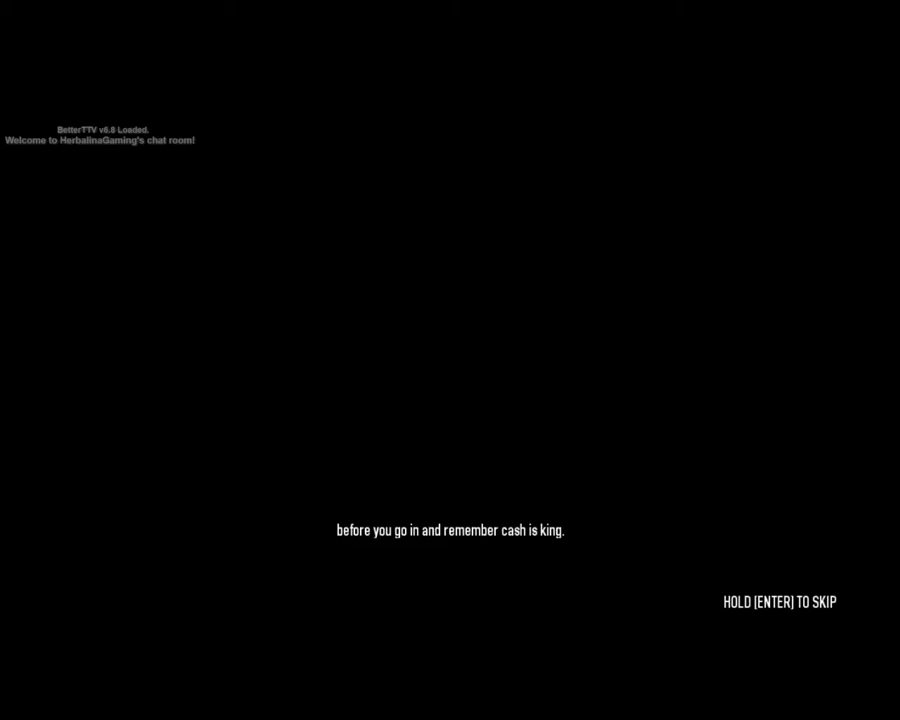 BetterTTV v6.8 Loaded.
Welcome to HerbalinaGaming's chat room!
before you go in and remember cash is king.
HOLD [ENTER] TO SKIP